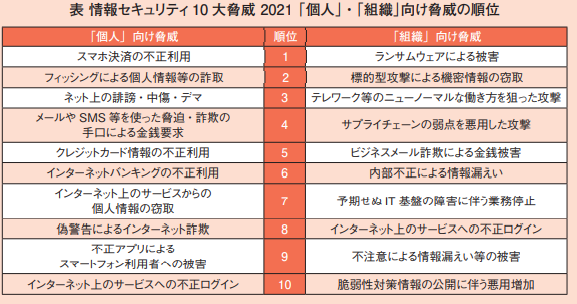 表 情報セキュリティ10大脅威 2021「個人」・「組織」向け脅威の順位
「個人」 向け脅威 順位 「組織」 向け脅威
スマホ決済の不正利用 1 ランサムウェアによる被害
フィッシングによる個人情報等の詐取 2 標的型攻撃による機密情報の窃取
ネット上の誹謗・中傷・デマ 3 テレワーク等のニューノーマルな働き方を狙った攻撃
メールや SMS 等を使った脅迫・詐欺の
手口による金銭要求 4 サプライチェーンの弱点を悪用した攻撃
クレジットカード情報の不正利用 5 ビジネスメール詐欺による金銭被害
インターネットバンキングの不正利用 6 内部不正による情報漏えい
インターネット上のサービスからの
個人情報の窃取 7 予期せぬ IT 基盤の障害に伴う業務停止
偽警告によるインターネット詐欺 8 インターネット上のサービスへの不正ログイン
不正アプリによる
スマートフォン利用者への被害 9 不注意による情報漏えい等の被害
インターネット上のサービスへの不正ログイン 10 脆弱性対策情報の公開に伴う悪用増加